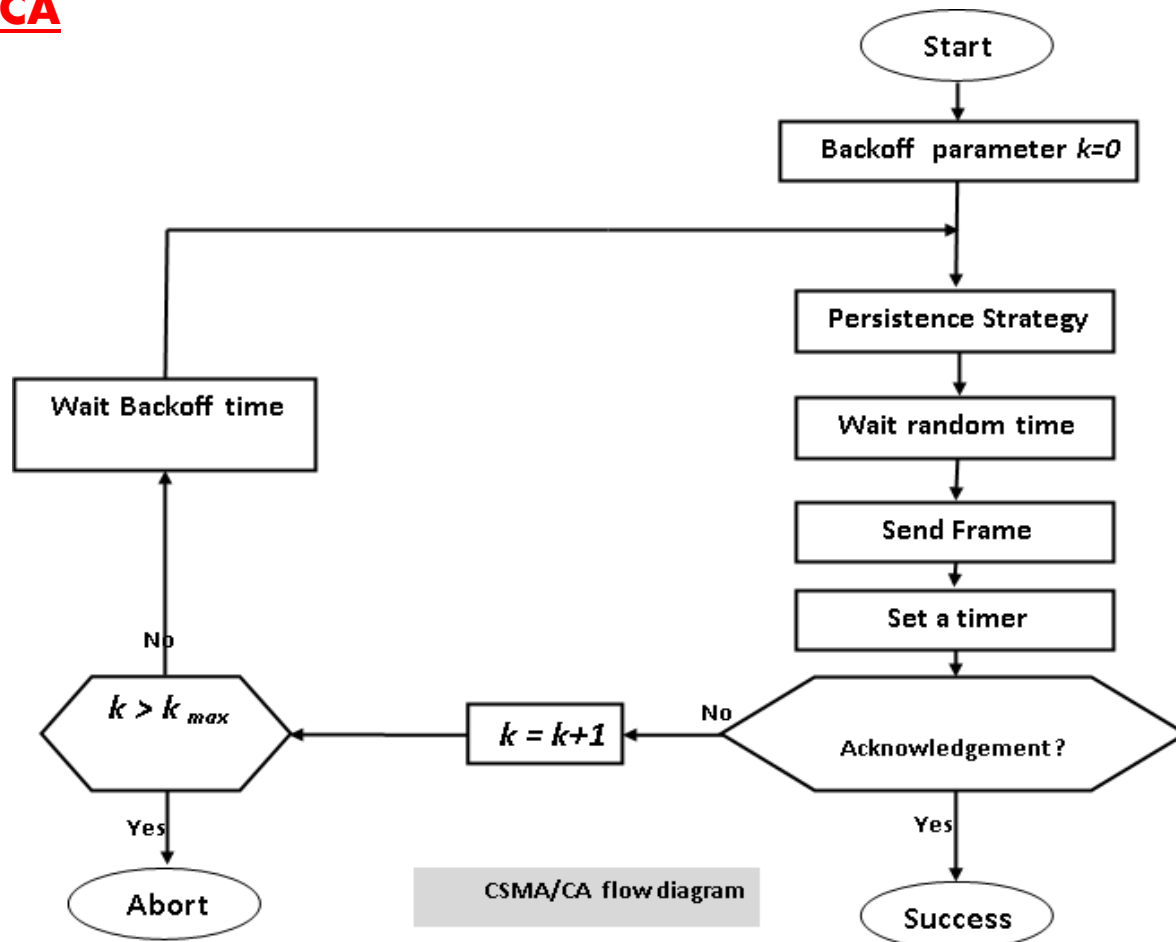 CA
Start
Backoff parameter k=0
Persistence Strategy
Wait Backoff time
Wait random time
Send Frame
Set a timer
No
k > k max
No
k = k+1
Acknowledgement ?
Yes
Yes
Abort
CSMA/CA flow diagram
Success